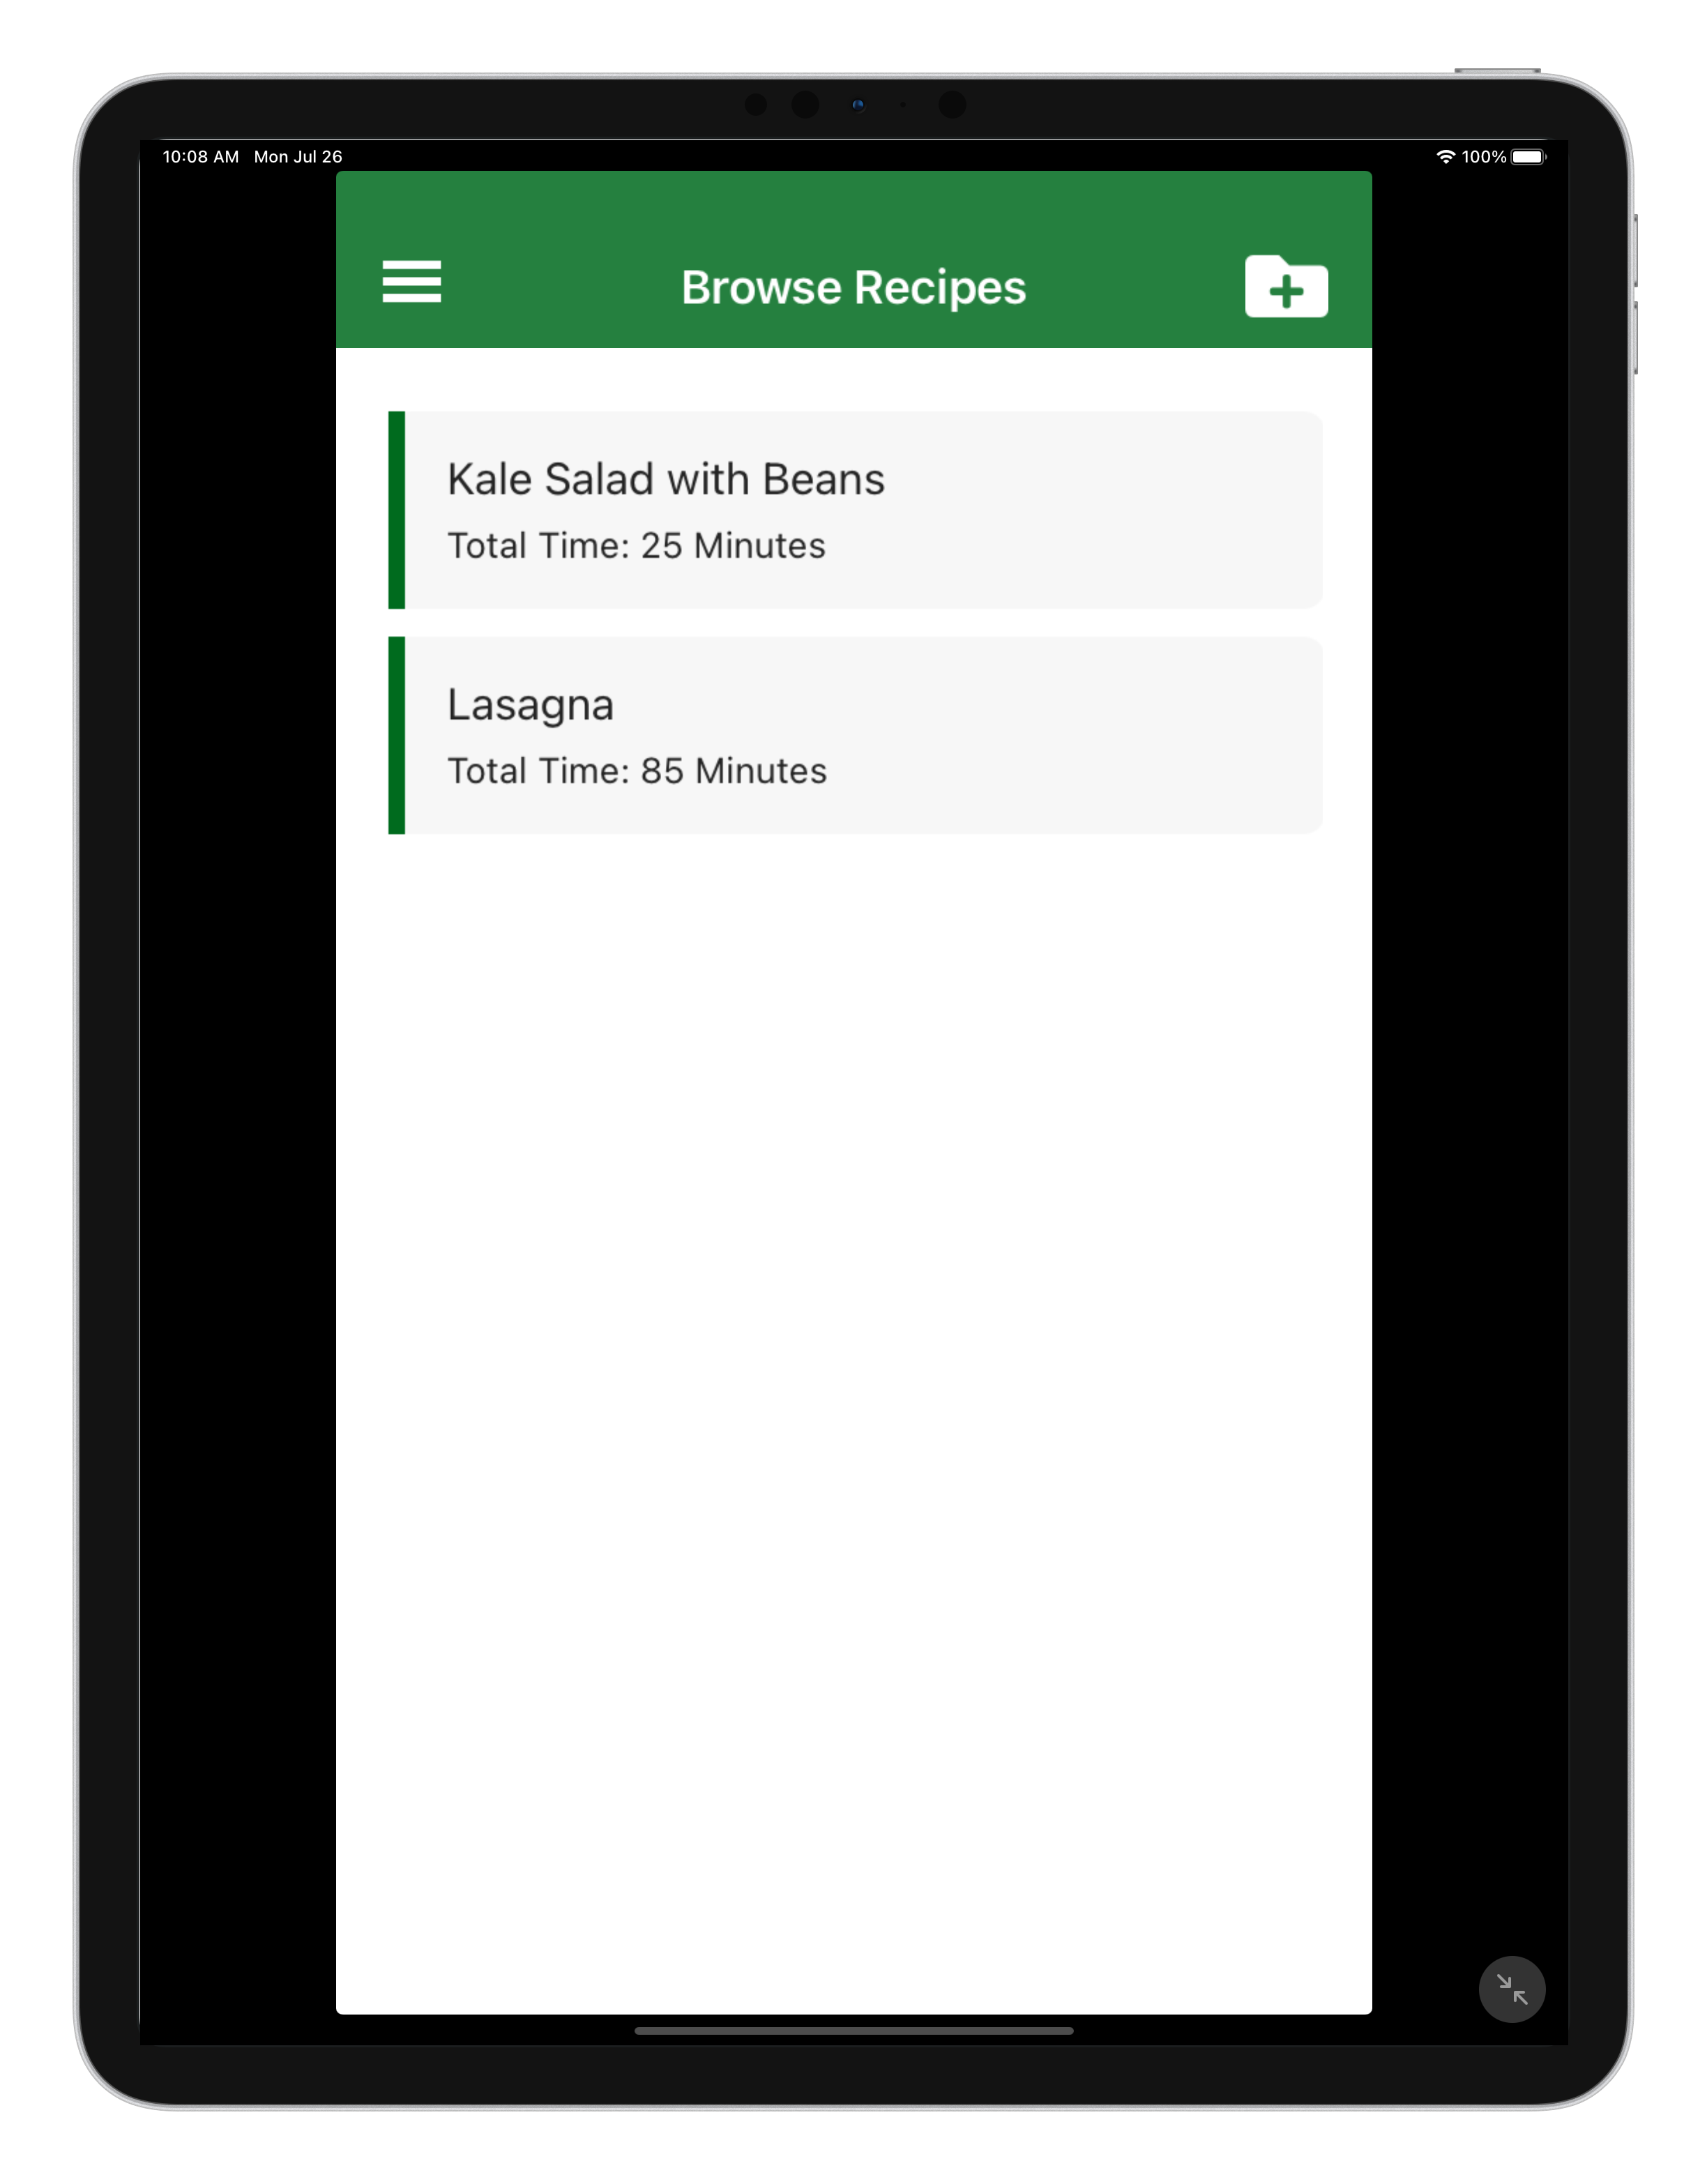 10:08 AM Mon Jul 26 100%
Browse Recipes
Kale Salad with Beans
Total Time: 25 Minutes
Lasagna
Total Time: 85 Minutes